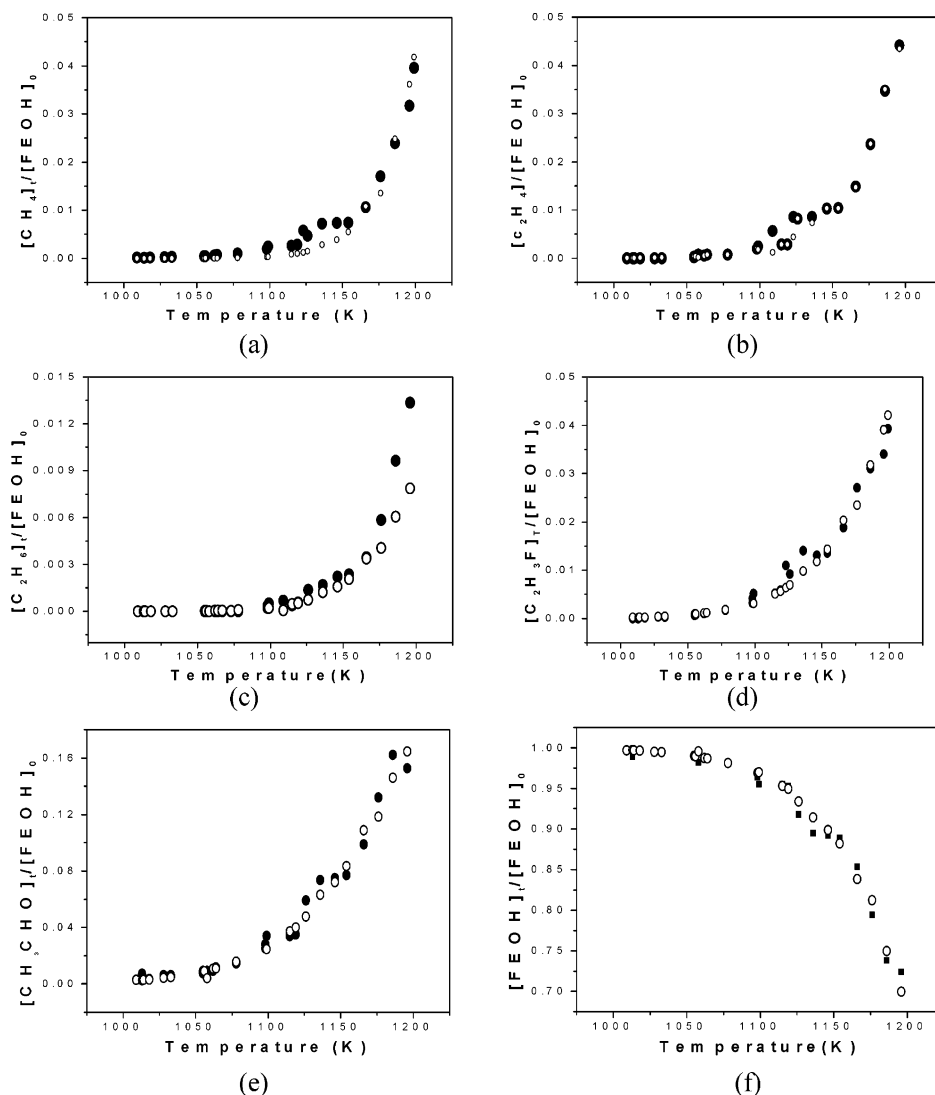 0.05
0.04
0.03
0.02
0.01
0.00
[CH₄]ₜ/[FEOH]₀
1000 1050 1100 1150 1200
Temperature (K)
(a)
0.05
0.04
0.03
0.02
0.01
0.00
[c₂H₄]/[FEOH]₀
1000 1050 1100 1150 1200
Temperature (K)
(b)
0.015
0.012
0.009
0.006
0.003
0.000
[C₂H₆]ₜ/[FEOH]₀
1000 1050 1100 1150 1200
Temperature (K)
(c)
0.05
0.04
0.03
0.02
0.01
0.00
[C₂H₃F]T/[FEOH]₀
1000 1050 1100 1150 1200
Temperature (K)
(d)
0.16
0.12
0.08
0.04
0.00
[CH₃CHO]ₜ/[FEOH]₀
1000 1050 1100 1150 1200
Temperature (K)
(e)
1.00
0.95
0.90
0.85
0.80
0.75
0.70
[FEOH]ₜ/[FEOH]₀
1000 1050 1100 1150 1200
Temperature (K)
(f)